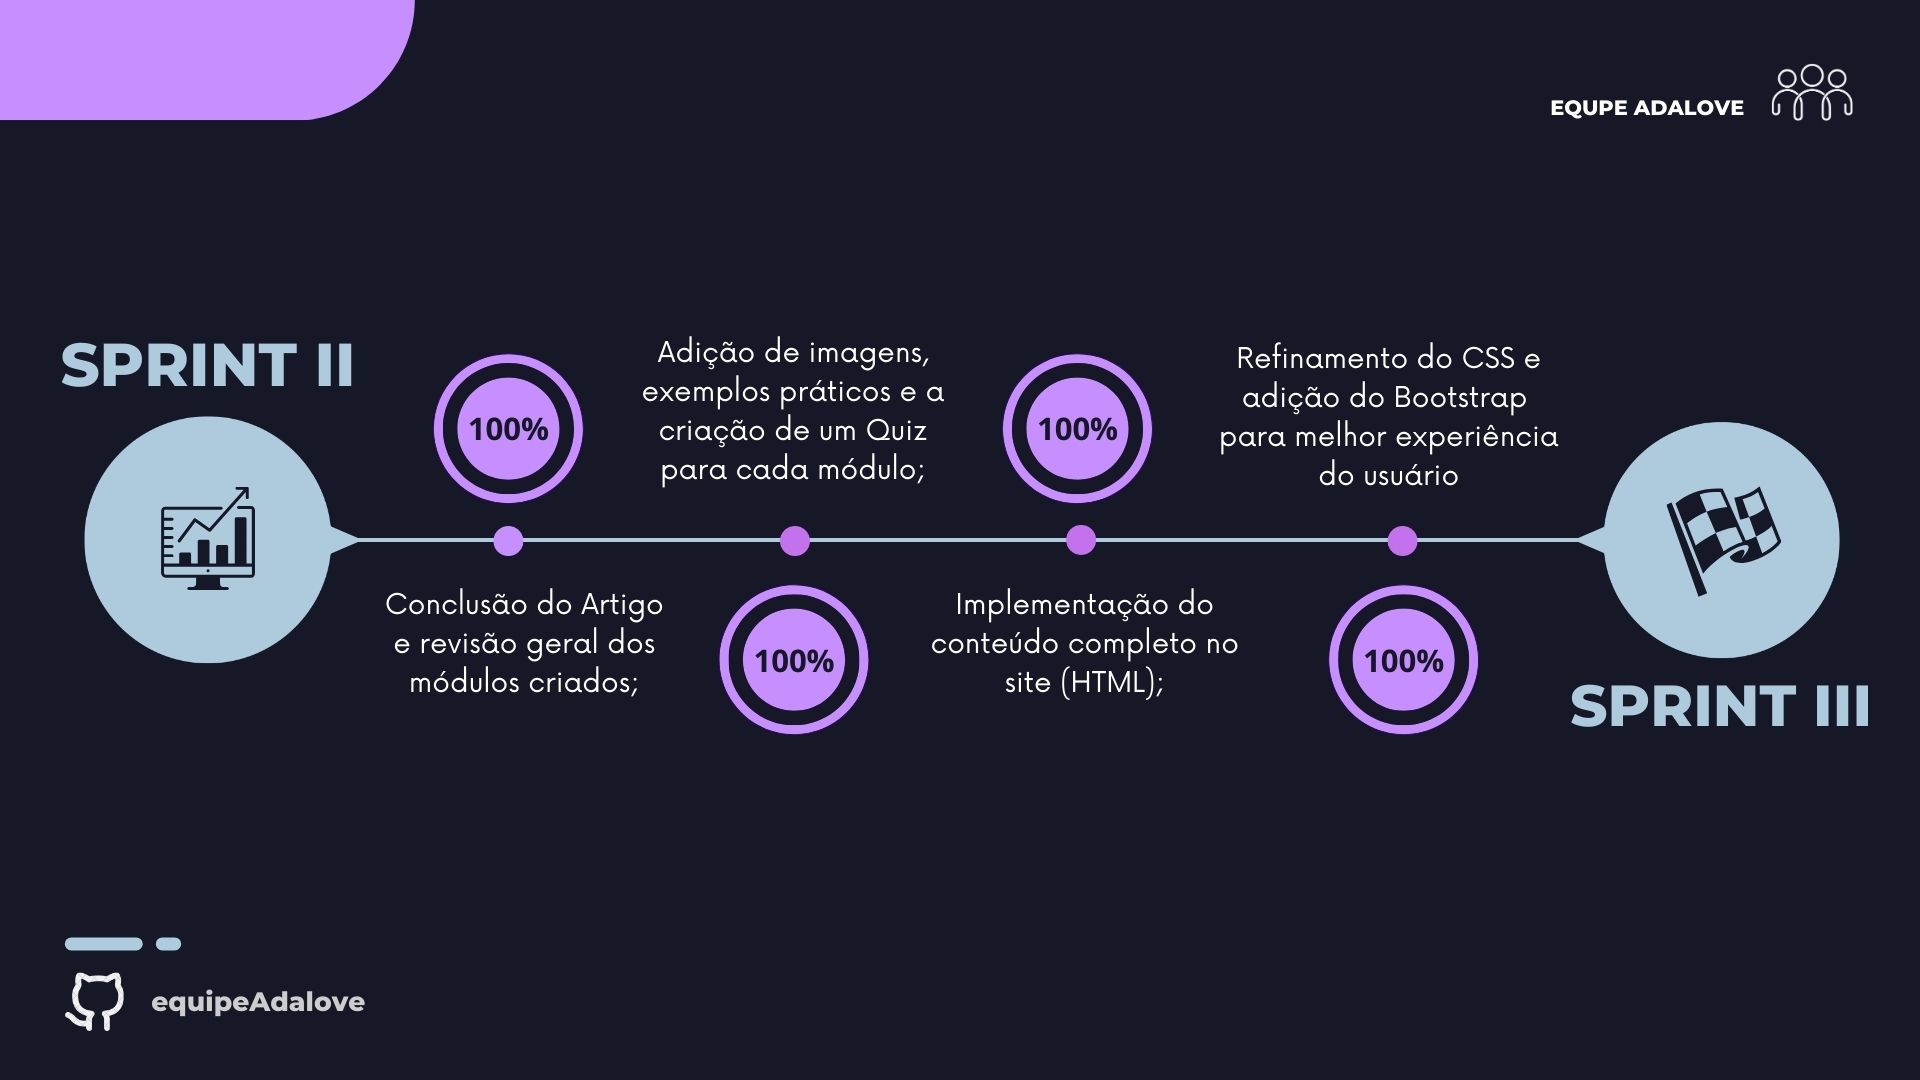 EQUPE ADALOVE
SPRINT II
100%
Conclusão do Artigo
e revisão geral dos
módulos criados;
Adição de imagens,
exemplos práticos e a
criação de um Quiz
para cada módulo;
100%
100%
Implementação do
conteúdo completo no
site (HTML);
Refinamento do CSS e
adição do Bootstrap
para melhor experiência
do usuário
100%
SPRINT III
equipeAdalove